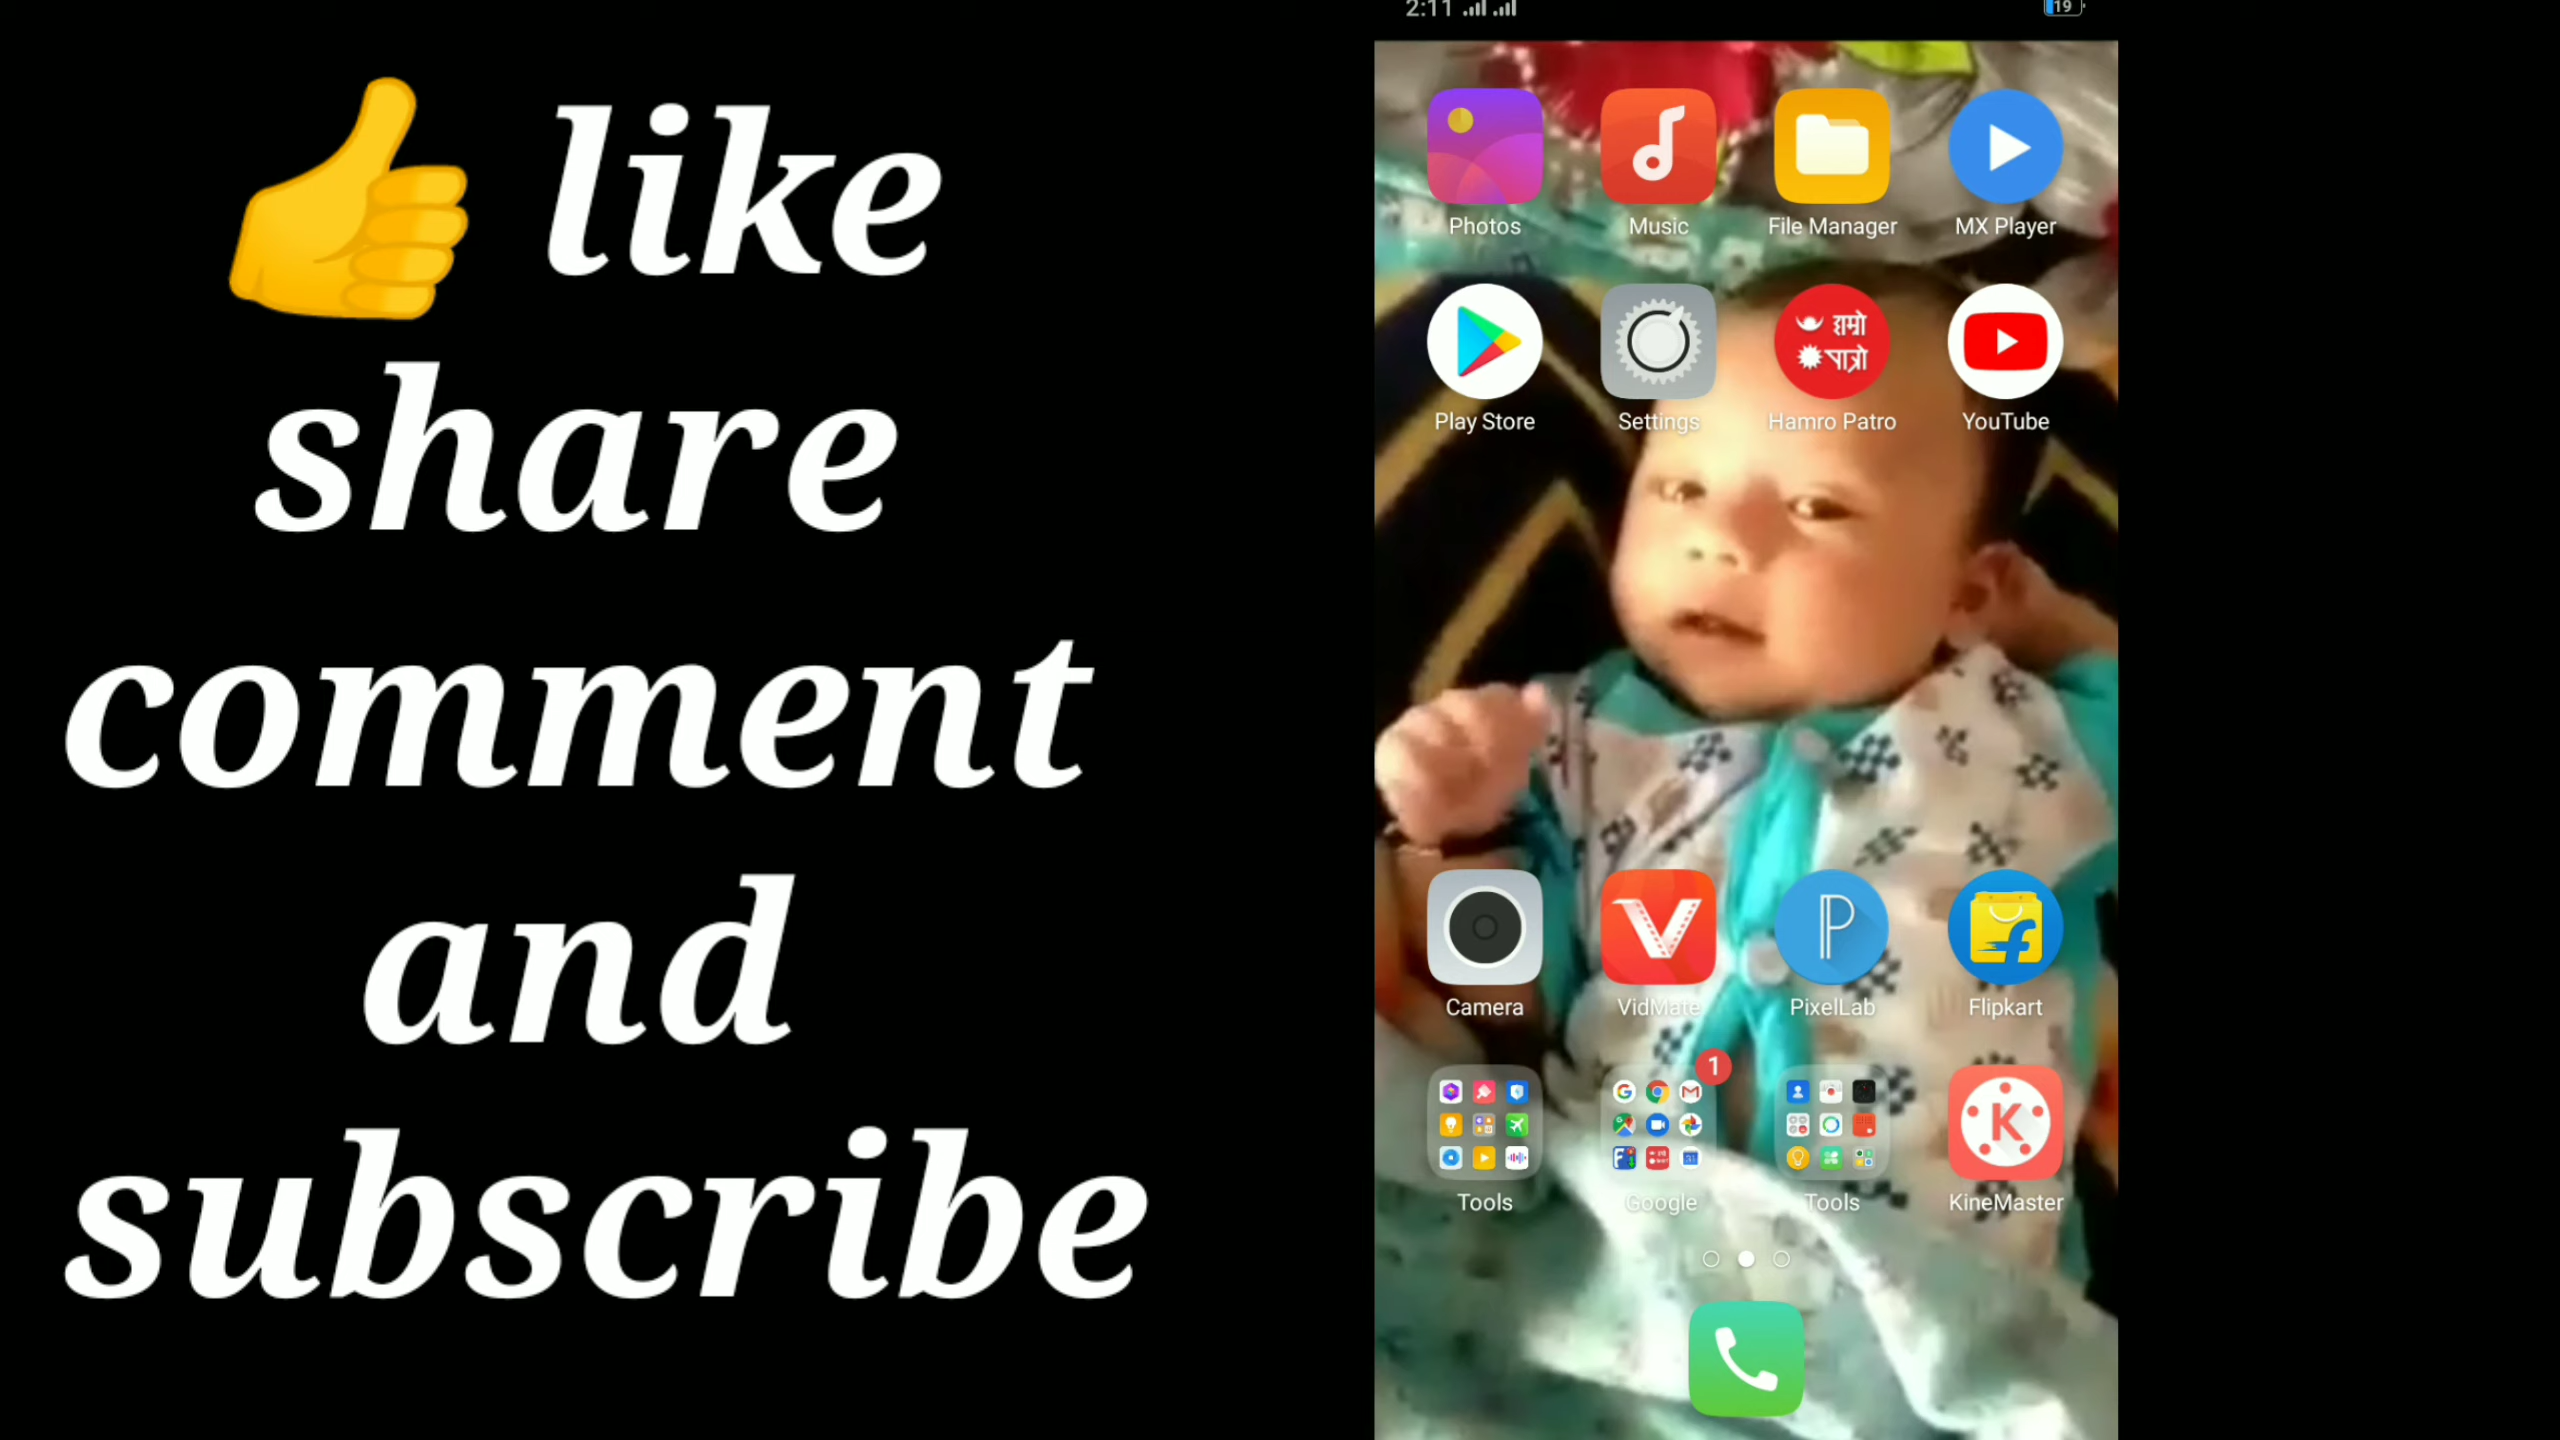 👍 like
share
comment
and
subscribe
2:11
19
Photos
Music
File Manager
MX Player
हाम्रो
पात्रो
Play Store
Settings
Hamro Patro
YouTube
Camera
VidMate
PixelLab
Flipkart
1
Tools
Google
Tools
KineMaster